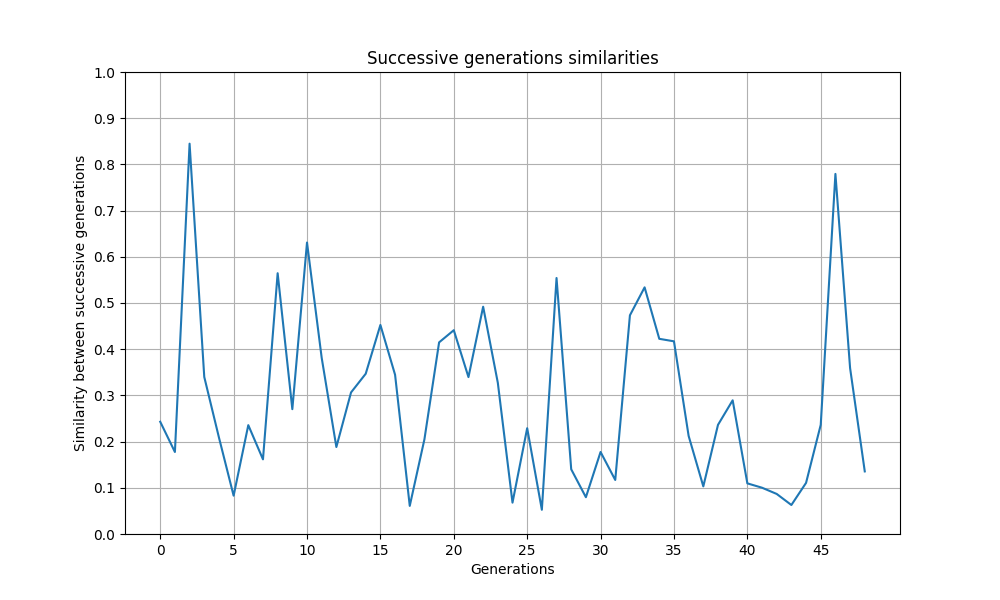 Successive generations similarities
Similarity between successive generations
1.0
0.9
0.8
0.7
0.6
0.5
0.4
0.3
0.2
0.1
0.0
0 5 10 15 20 25 30 35 40 45
Generations